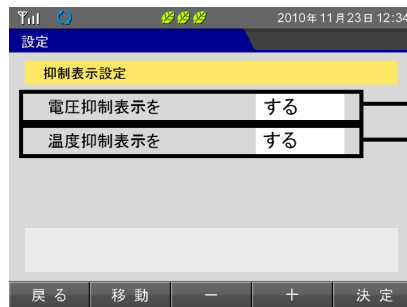 2010年11月23日 12:34
設定
抑制表示設定
電圧抑制表示を する
温度抑制表示を する
戻る 移動 － ＋ 決定